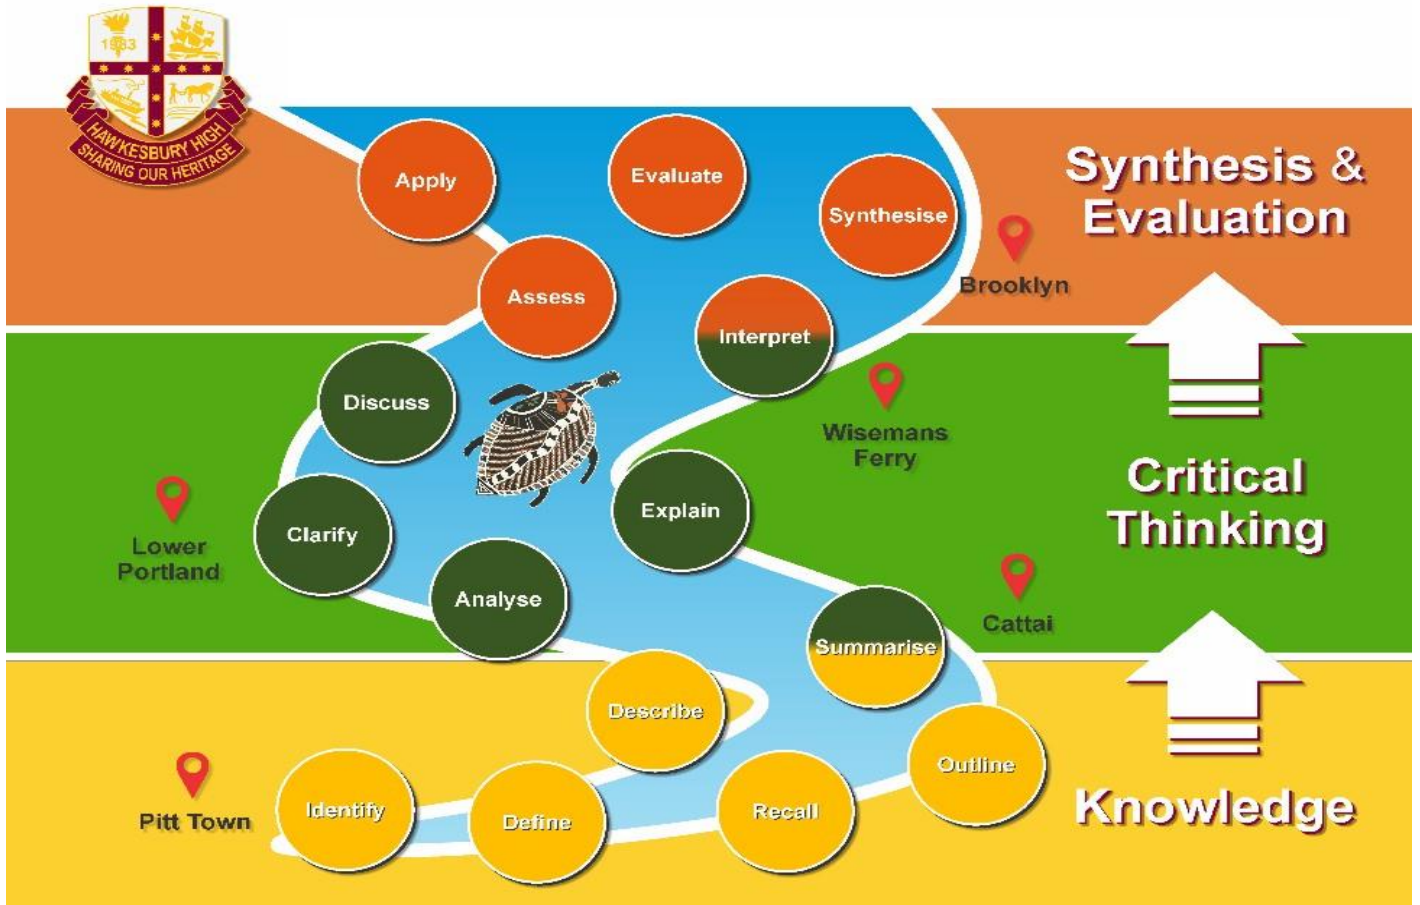 1983
HAWKESBURY HIGH
SHARING OUR HERITAGE
Apply
Evaluate
Synthesise
Assess
Interpret
Brooklyn
Synthesis &
Evaluation
Discuss
Wisemans
Ferry
Clarify
Explain
Lower
Portland
Analyse
Critical
Thinking
Cattai
Summarise
Describe
Outline
Pitt Town
Identify
Define
Recall
Knowledge